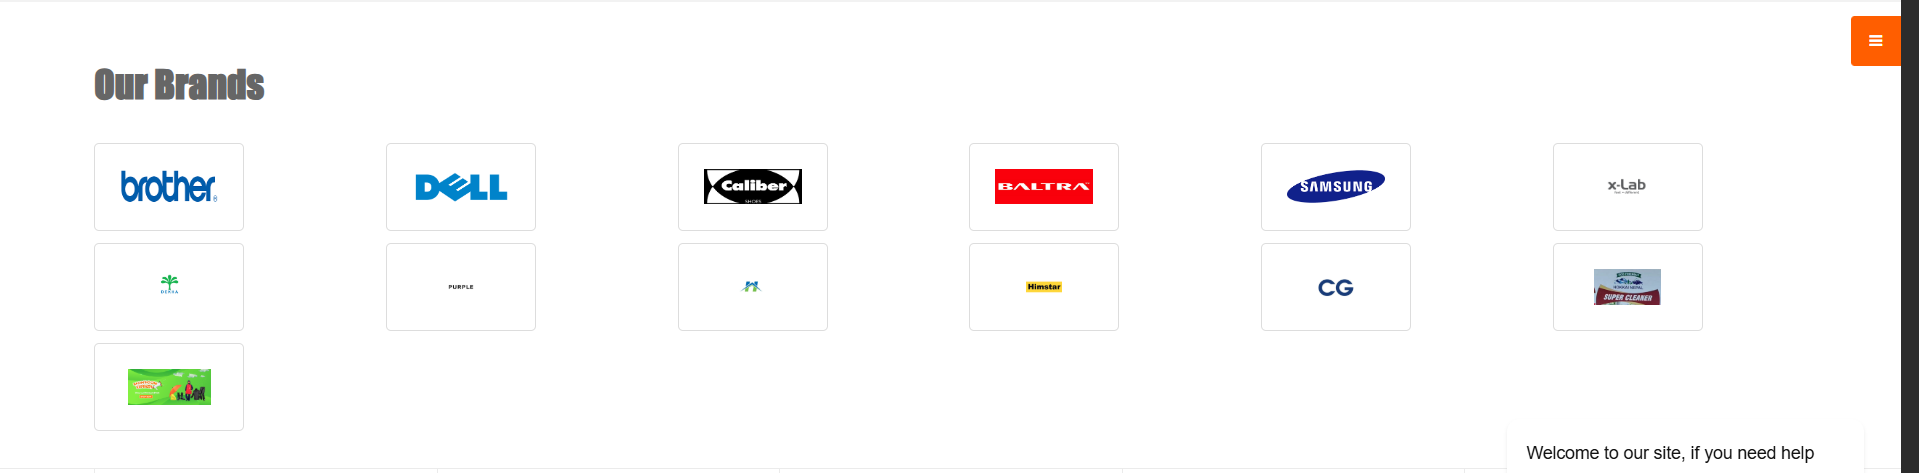 Our Brands
brother
DELL
Caliber
SHOES
BALTRA
SAMSUNG
x-Lab
PURPLE
Himstar
CG
SUPER CLEANER
Welcome to our site, if you need help